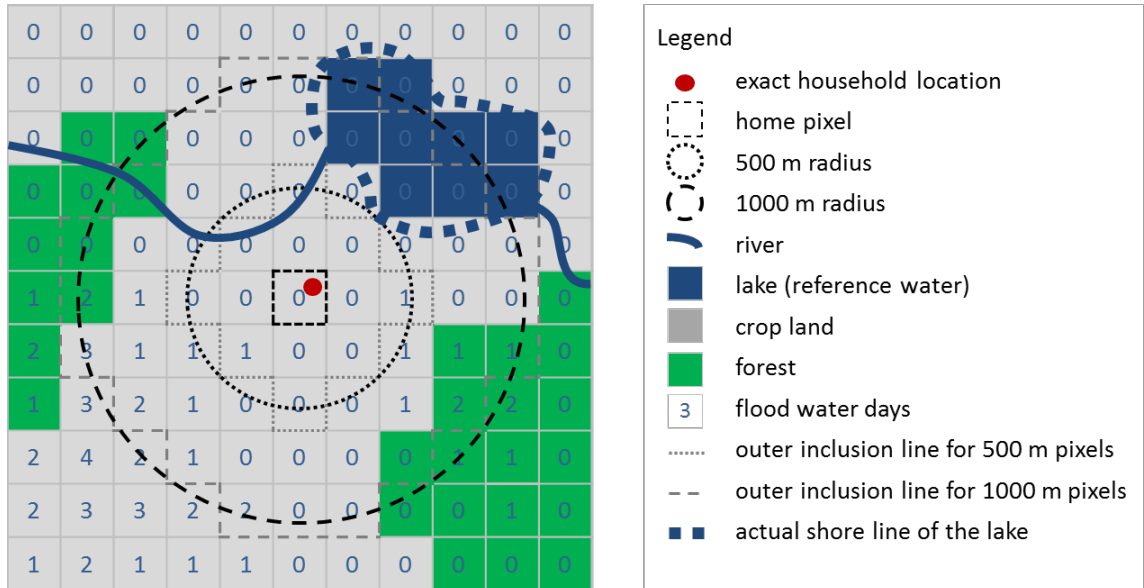 0 0 0 0 0 0 0 0 0 0 0
0 0 0 0 0 0 0 0 0 0 0
0 0 0 0 0 0 0 0 0 0 0
0 0 0 0 0 0 0 0 0 0 0
0 0 0 0 0 0 0 0 0 0 0
1 2 1 0 0 0 0 1 0 0 0
2 3 1 1 1 0 0 1 1 1 0
1 3 2 1 0 0 0 1 2 2 0
2 4 2 1 0 0 0 0 1 1 0
2 3 3 2 2 0 0 0 0 1 0
1 2 1 1 1 0 0 0 0 0 0
Legend
exact household location
home pixel
500 m radius
1000 m radius
river
lake (reference water)
crop land
forest
3 flood water days
outer inclusion line for 500 m pixels
outer inclusion line for 1000 m pixels
actual shore line of the lake